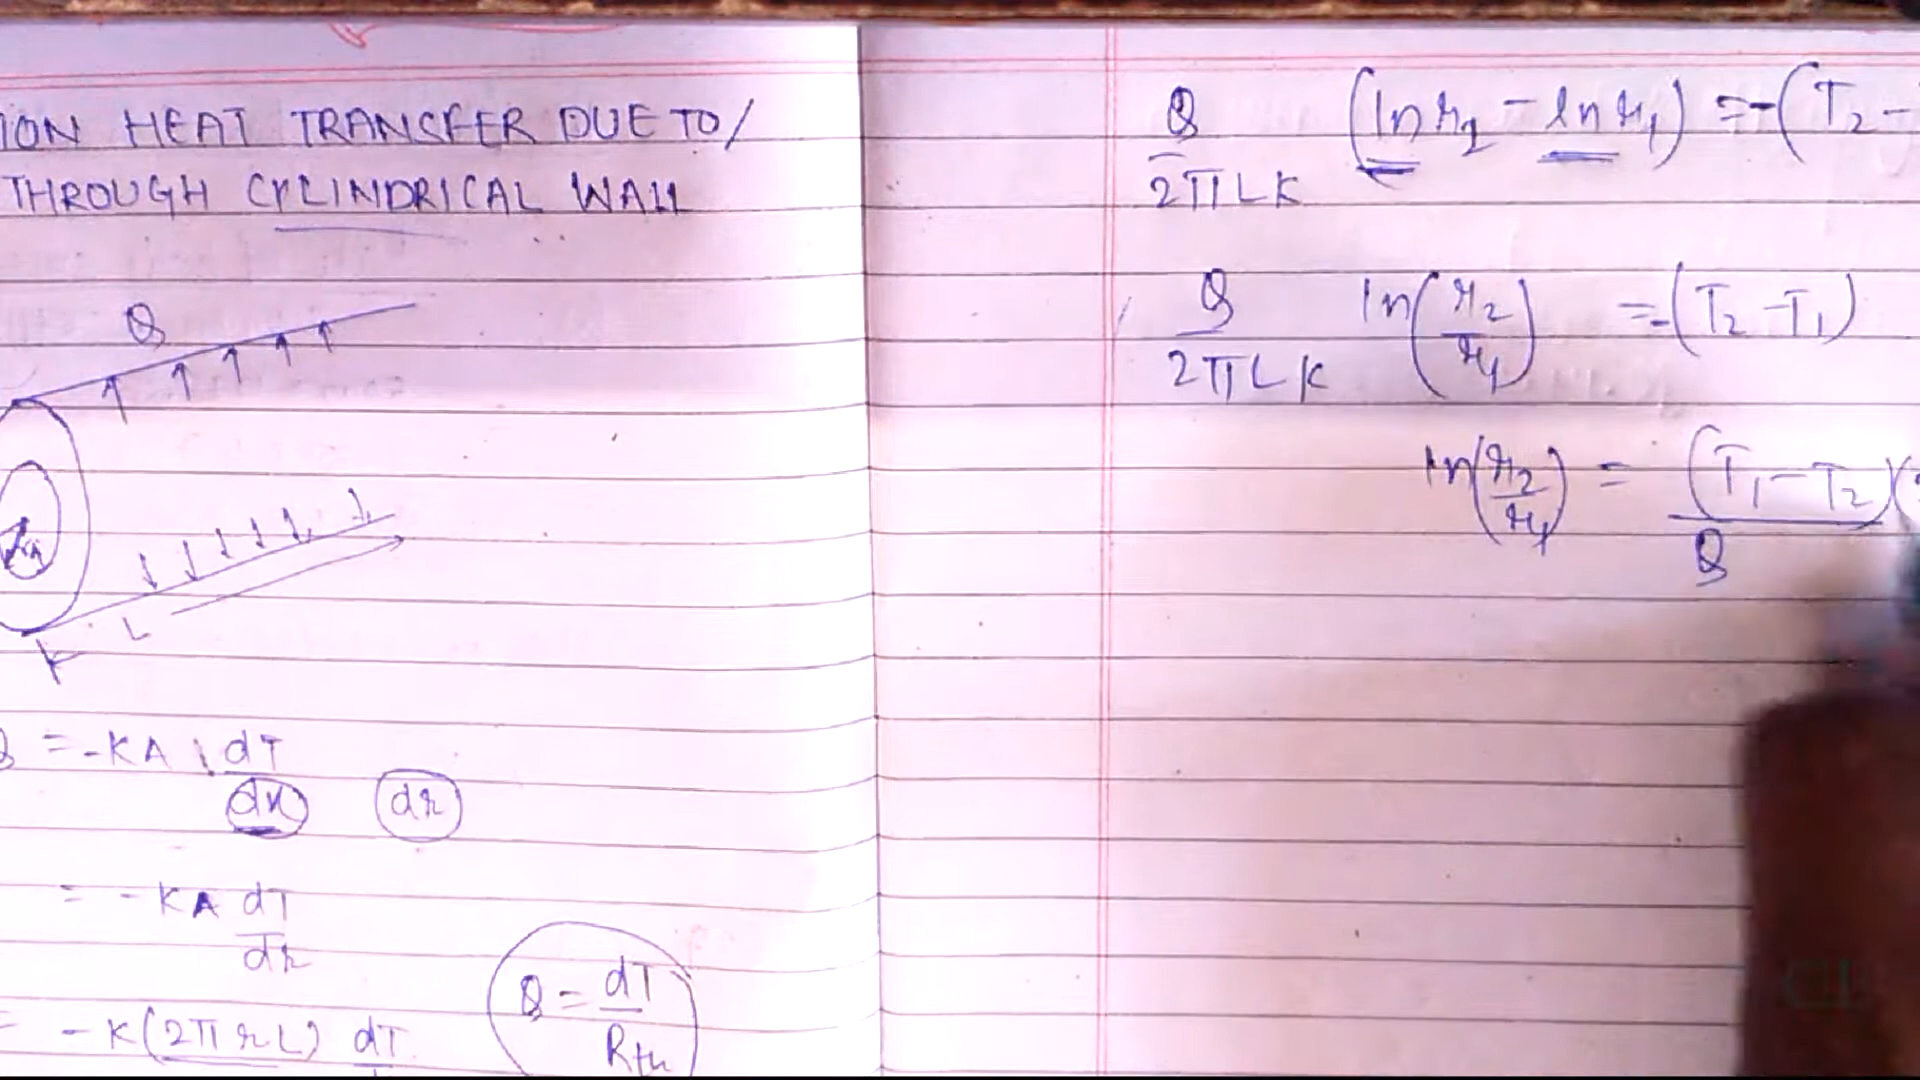 ION HEAT TRANSFER DUE TO/
THROUGH CYLINDRICAL WALL
Q
L
Q = -KA dT
dx dr
= -KA dT
dr
= -K(2πrL) dT
Q = dT
Rth
Q (ln r2 - ln r1) = -(T2 -
2πLK
Q ln(r2/r1) = -(T2 - T1)
2πLK
ln(r2/r1) = (T1 - T2)(
Q